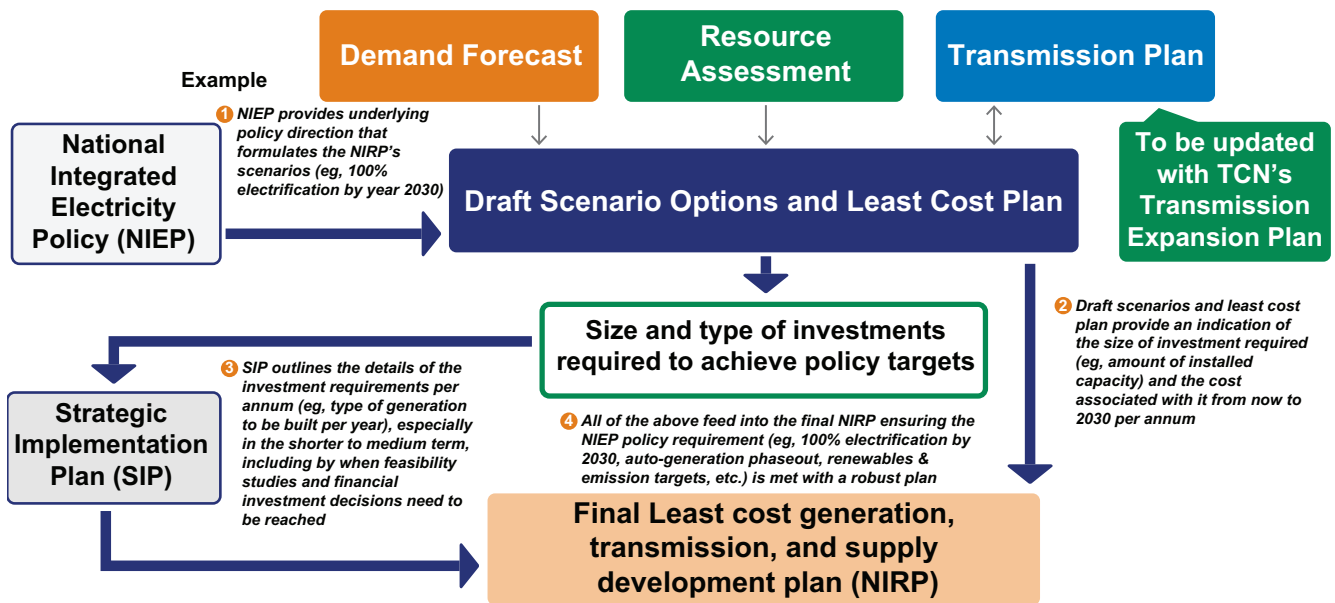 Demand Forecast
Resource
Assessment
Transmission Plan
Example
1 NIEP provides underlying
policy direction that
formulates the NIRP's
scenarios (eg, 100%
electrification by year 2030)
National
Integrated
Electricity
Policy (NIEP)
Draft Scenario Options and Least Cost Plan
To be updated
with TCN's
Transmission
Expansion Plan
Size and type of investments
required to achieve policy targets
2 Draft scenarios and least cost
plan provide an indication of
the size of investment required
(eg, amount of installed
capacity) and the cost
associated with it from now to
2030 per annum
3 SIP outlines the details of the
investment requirements per
annum (eg, type of generation
to be built per year), especially
in the shorter to medium term,
including by when feasibility
studies and financial
investment decisions need to
be reached
Strategic
Implementation
Plan (SIP)
4 All of the above feed into the final NIRP ensuring the
NIEP policy requirement (eg, 100% electrification by
2030, auto-generation phaseout, renewables &
emission targets, etc.) is met with a robust plan
Final Least cost generation,
transmission, and supply
development plan (NIRP)